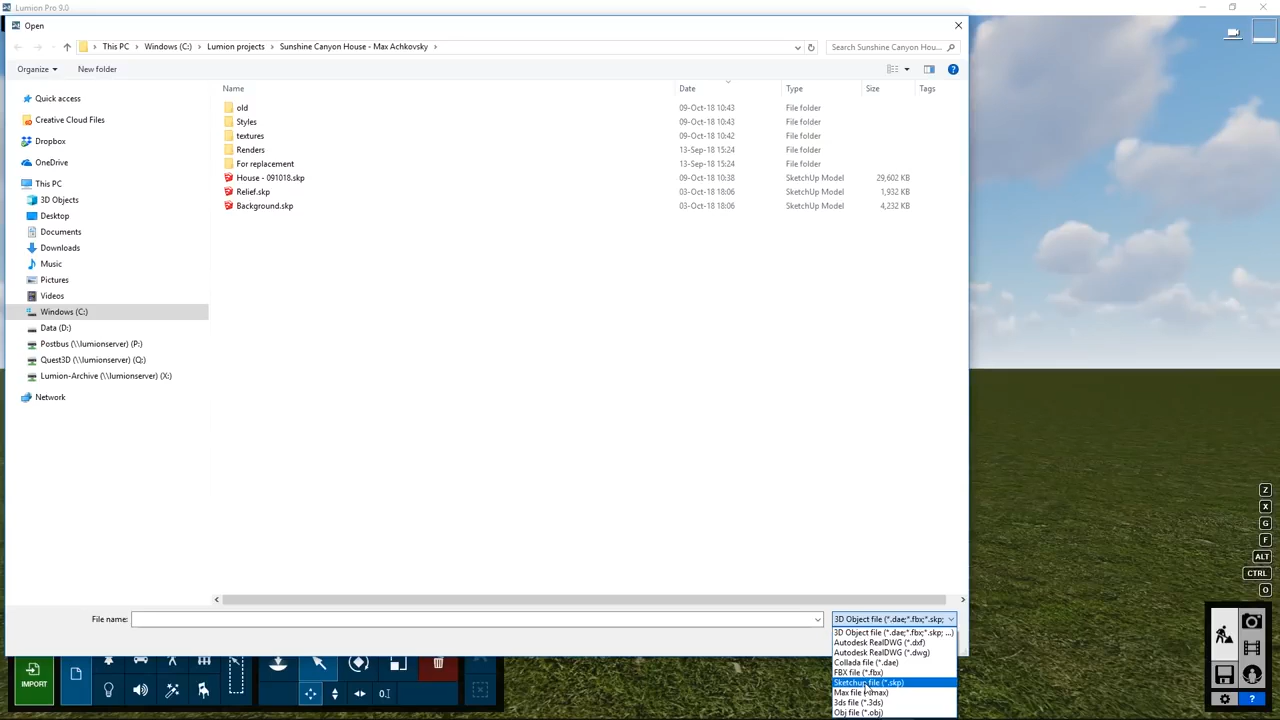 Lumion Pro 9.0
Open
This PC › Windows (C:) › Lumion projects › Sunshine Canyon House - Max Achkovsky ›
Search Sunshine Canyon Hou...
Organize
New folder
Name Date Type Size Tags
Quick access
Creative Cloud Files
Dropbox
OneDrive
This PC
3D Objects
Desktop
Documents
Downloads
Music
Pictures
Videos
Windows (C:)
Data (D:)
Postbus (\\lumionserver) (P:)
Quest3D (\\lumionserver) (Q:)
Lumion-Archive (\\lumionserver) (X:)
Network
old 09-Oct-18 10:43 File folder
Styles 09-Oct-18 10:43 File folder
textures 09-Oct-18 10:42 File folder
Renders 13-Sep-18 15:24 File folder
For replacement 13-Sep-18 15:24 File folder
House - 091018.skp 09-Oct-18 10:38 SketchUp Model 29,602 KB
Relief.skp 03-Oct-18 18:06 SketchUp Model 1,932 KB
Background.skp 03-Oct-18 18:06 SketchUp Model 4,232 KB
File name:
3D Object file (*.dae;*.fbx;*.skp;
3D Object file (*.dae;*.fbx;*.skp; ...)
Autodesk RealDWG (*.dxf)
Autodesk RealDWG (*.dwg)
Collada file (*.dae)
FBX file (*.fbx)
Sketchup file (*.skp)
Max file (*.max)
3ds file (*.3ds)
Obj file (*.obj)
IMPORT
Z
X
G
F
ALT
CTRL
O
?